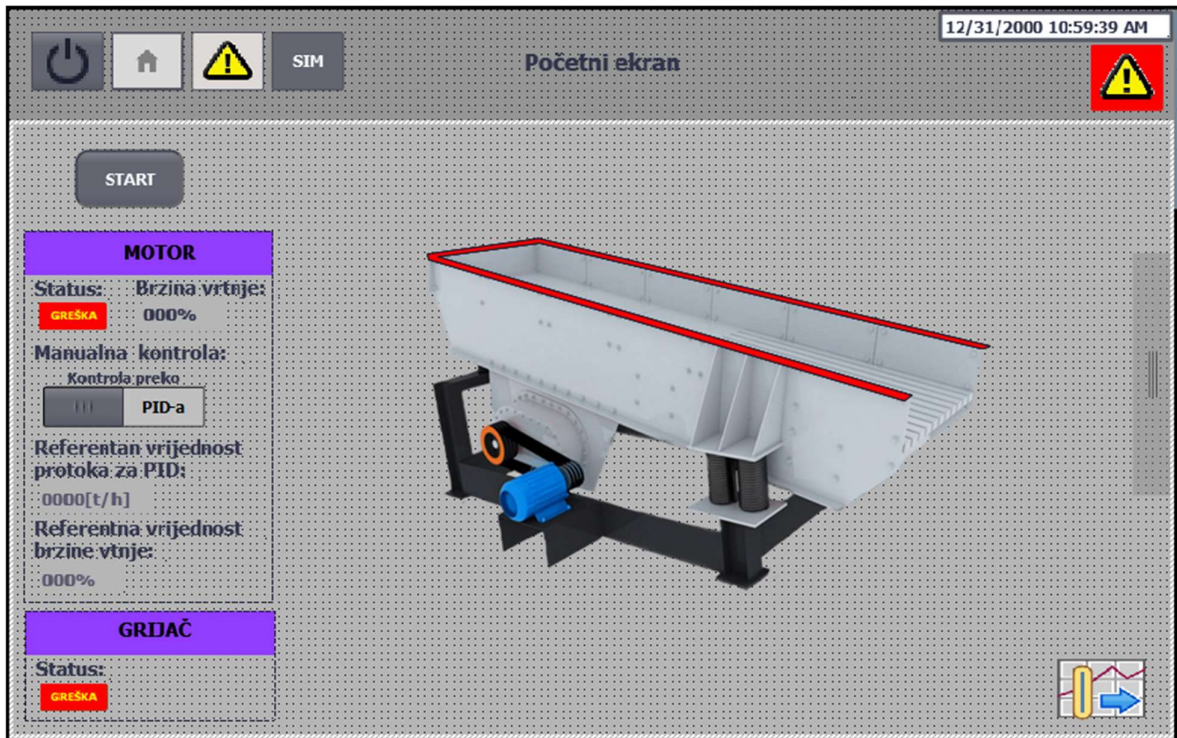 12/31/2000 10:59:39 AM
SIM
Početni ekran
START
MOTOR
Status: Brzina vrtnje:
GREŠKA 000%
Manualna kontrola:
Kontrola preko
PID-a
Referentan vrijednost
protoka za PID:
0000[t/h]
Referentna vrijednost
brzine vtnje:
000%
GRIJAČ
Status:
GREŠKA